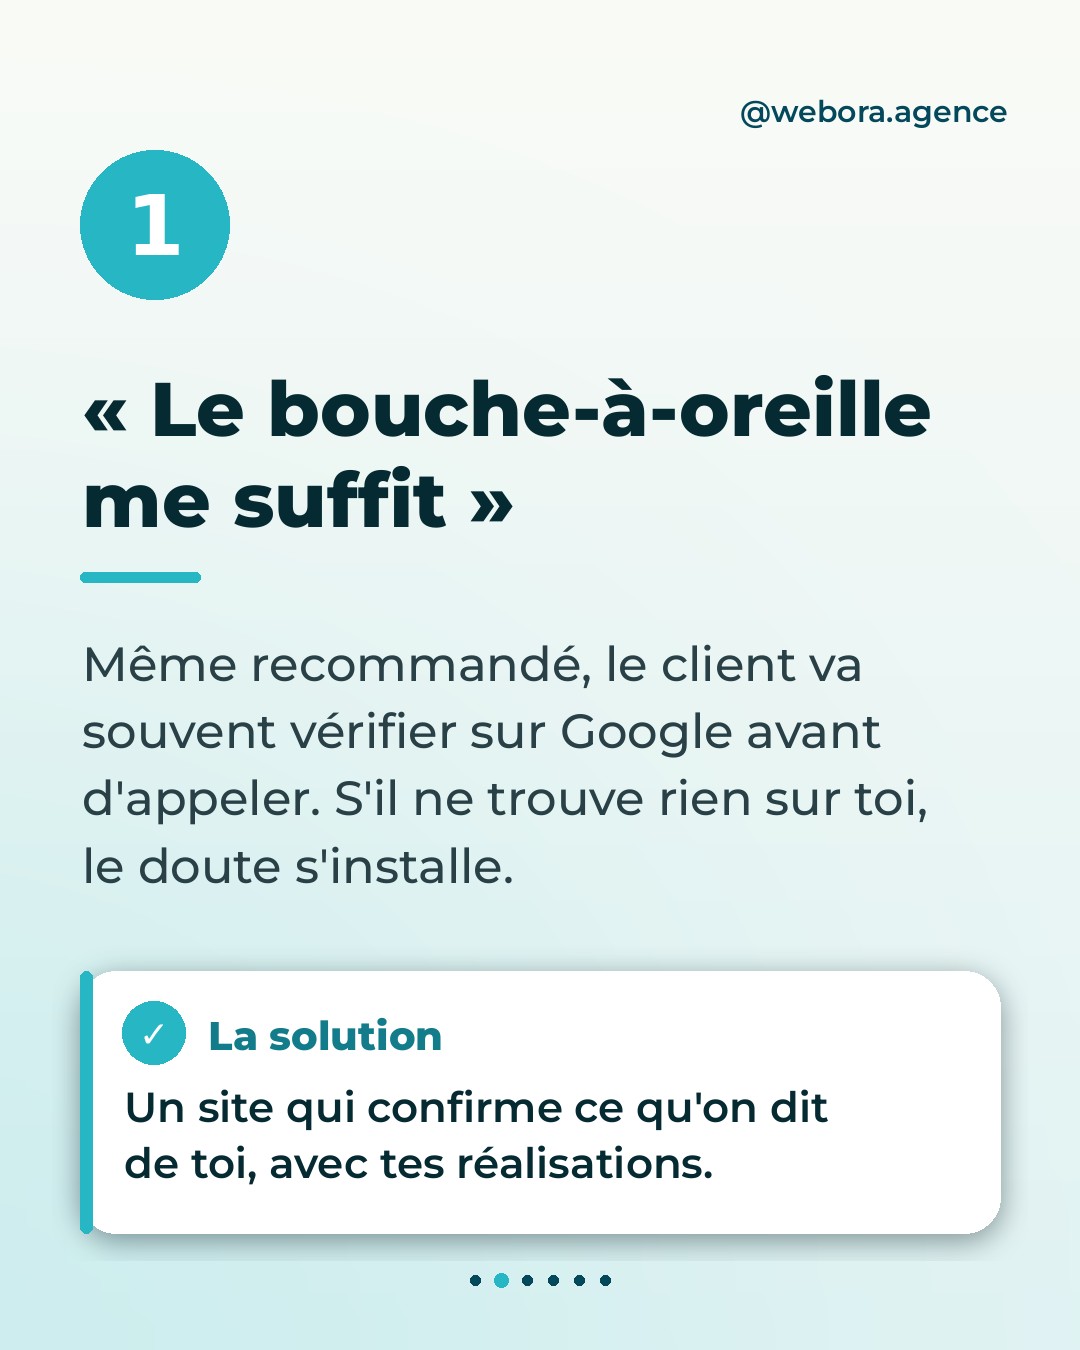 @webora.agence
1
« Le bouche-à-oreille
me suffit »
Même recommandé, le client va
souvent vérifier sur Google avant
d'appeler. S'il ne trouve rien sur toi,
le doute s'installe.
✓ La solution
Un site qui confirme ce qu'on dit
de toi, avec tes réalisations.